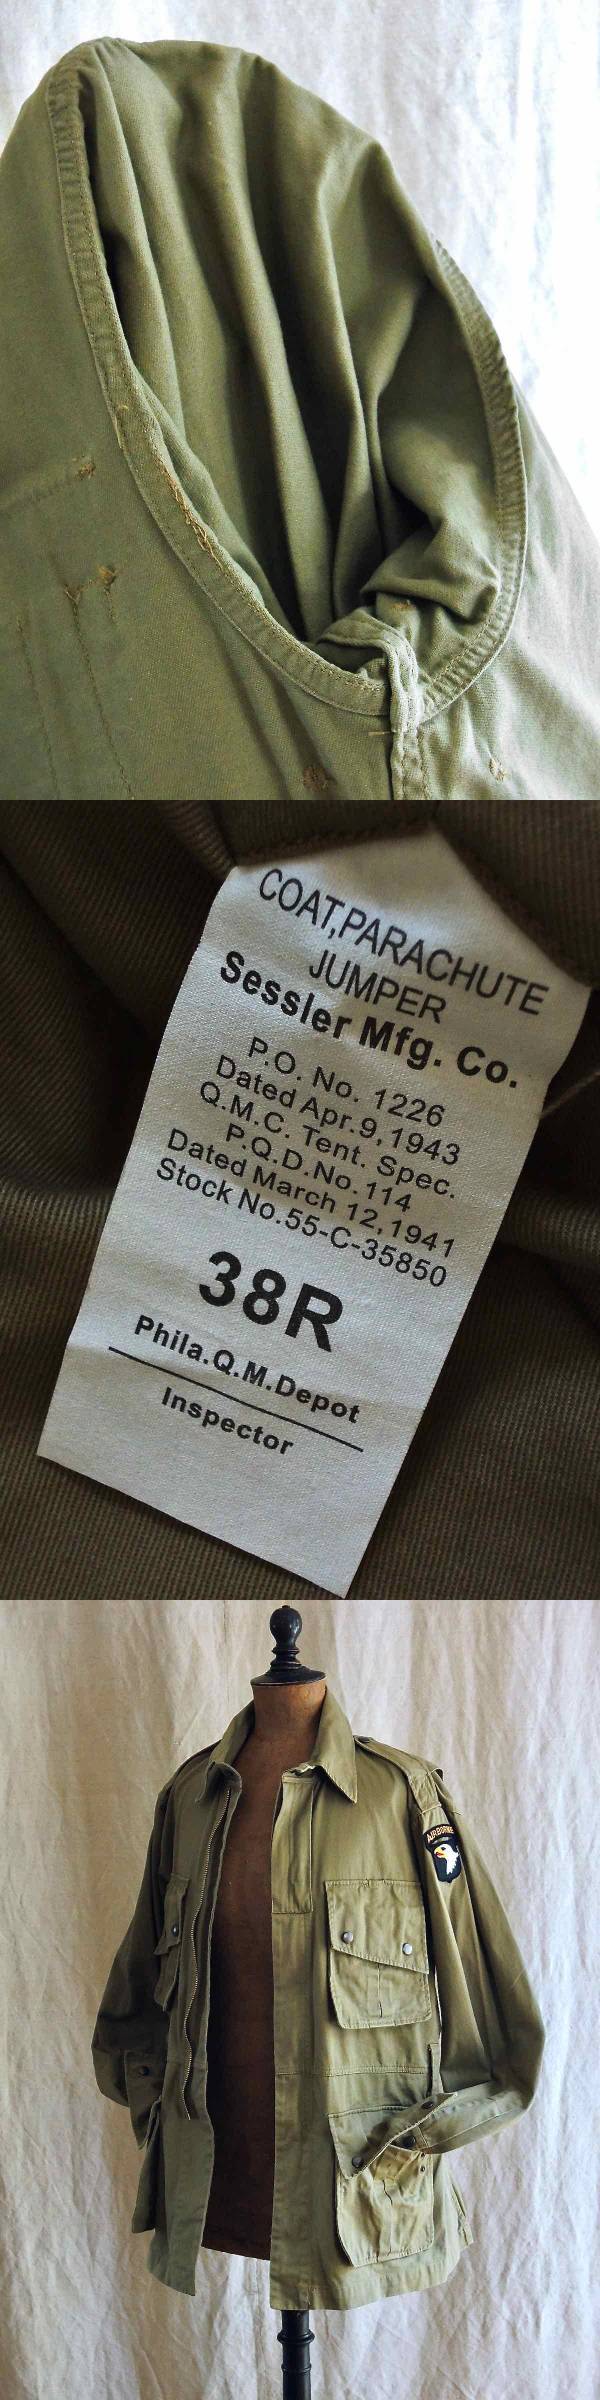 COAT,PARACHUTE
JUMPER
Sessler Mfg. Co.
P.O. No. 1226
Dated Apr.9,1943
Q.M.C. Tent. Spec.
P.Q.D.No.114
Dated March 12,1941
Stock No.55-C-35850
38R
Phila.Q.M.Depot
Inspector
AIRBORNE